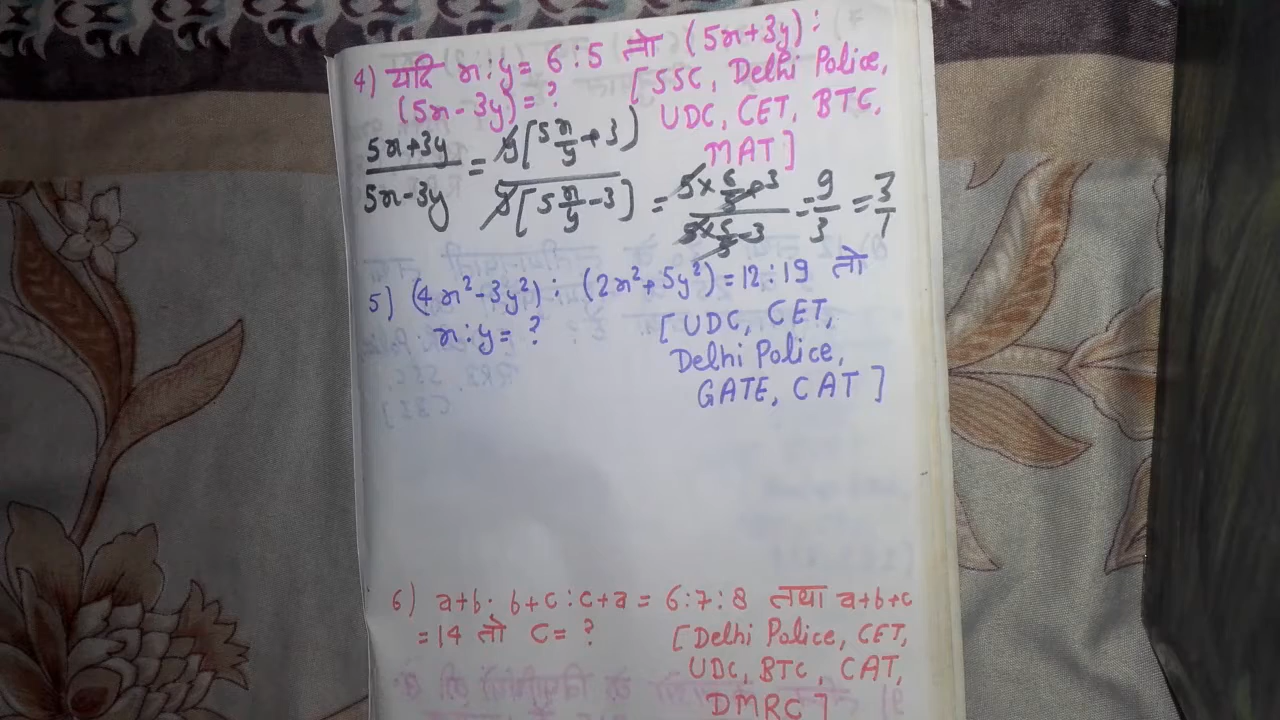 4) यदि x:y= 6:5 तो (5x+3y):
(5x-3y)=? [SSC, Delhi Police,
UDC, CET, BTC,
MAT]
5x+3y/5x-3y = y[5x/y+3]/y[5x/y-3] = 5×6/5+3/5×6/5-3 = 9/3 = 3/1
5) (4x²-3y²): (2x²+5y²)=12:19 तो
x:y= ? [UDC, CET,
Delhi Police,
GATE, CAT]
6) a+b: b+c:c+a= 6:7:8 तथा a+b+c
=14 तो c= ? [Delhi Police, CET,
UDC, BTC, CAT,
DMRC]